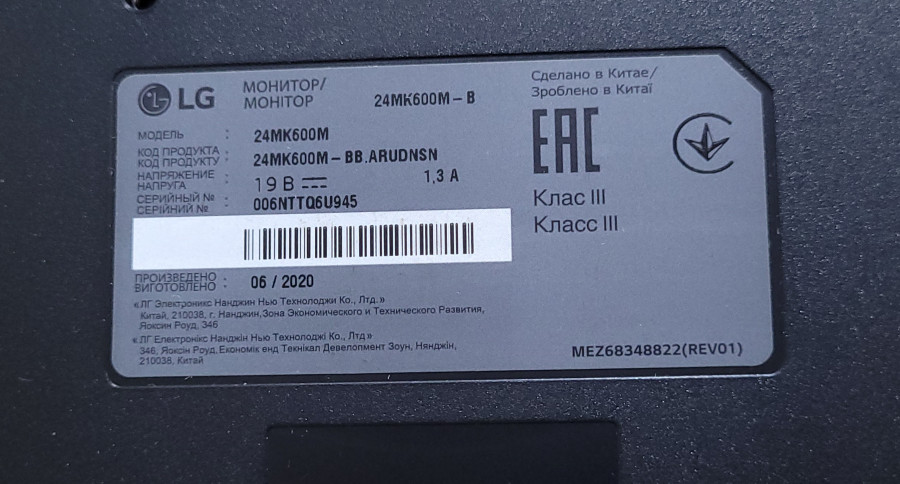 LG
МОНИТОР/
МОНІТОР
24MK600M-B
Сделано в Китае/
Зроблено в Китаї
МОДЕЛЬ : 24MK600M
КОД ПРОДУКТА
КОД ПРОДУКТУ : 24MK600M-BB.ARUDNSN
НАПРЯЖЕНИЕ
НАПРУГА : 19 В 1,3 A
СЕРИЙНЫЙ №
СЕРІЙНИЙ № : 006NTTQ6U945
EAC
Клас III
Класс III
ПРОИЗВЕДЕНО
ВИГОТОВЛЕНО : 06 / 2020
«ЛГ Электроникс Нанджин Нью Технолоджи Ко., Лтд.»
Китай, 210038, г. Нанджин,Зона Экономического и Технического Развития,
Яоксин Роуд, 346
«ЛГ Електронікс Нанджін Нью Технолоджі Ко., Лтд»
346, Яоксін Роуд,Економік енд Текнікал Девелопмент Зоун, Нянджін,
210038, Китай
MEZ68348822(REV01)